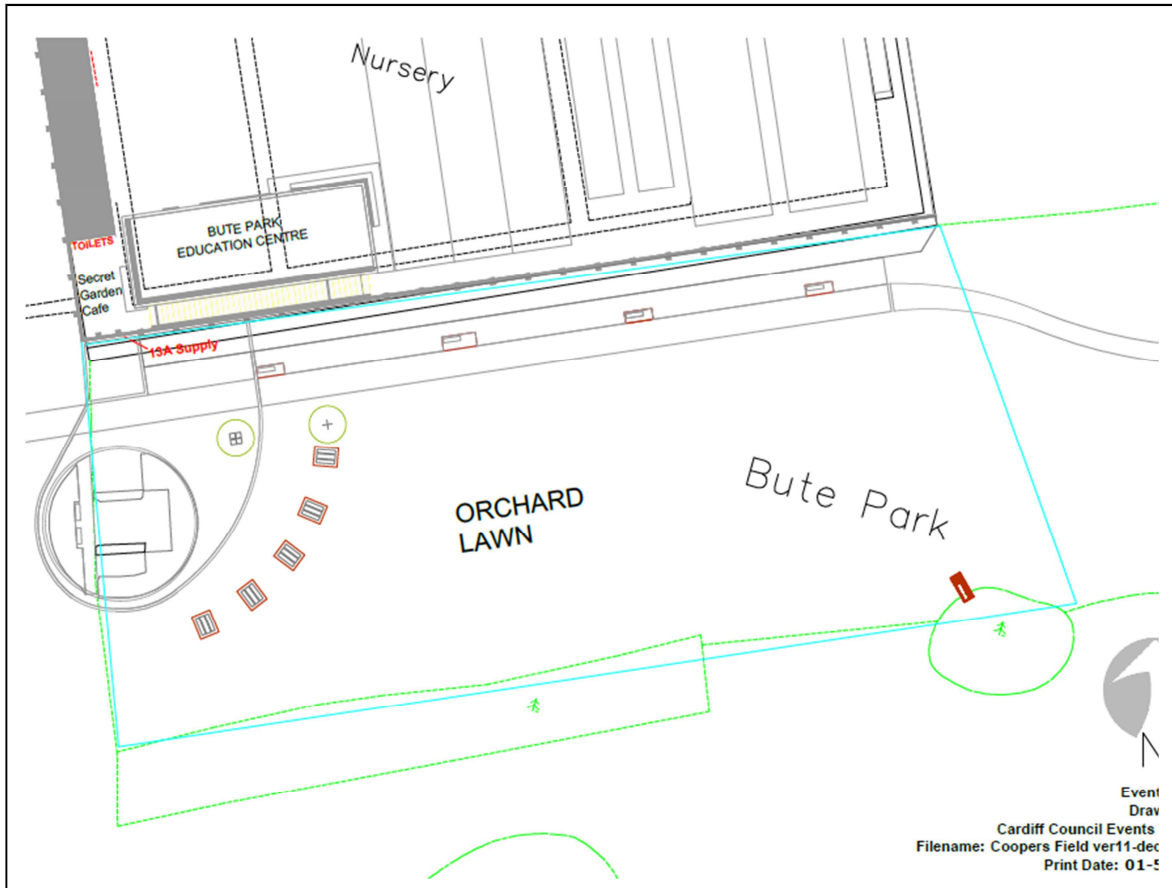 Nursery
BUTE PARK
EDUCATION CENTRE
TOILETS
Secret
Garden
Cafe
13A Supply
ORCHARD
LAWN
Bute Park
N
Event
Draw
Cardiff Council Events
Filename: Coopers Field ver11-dec
Print Date: 01-5